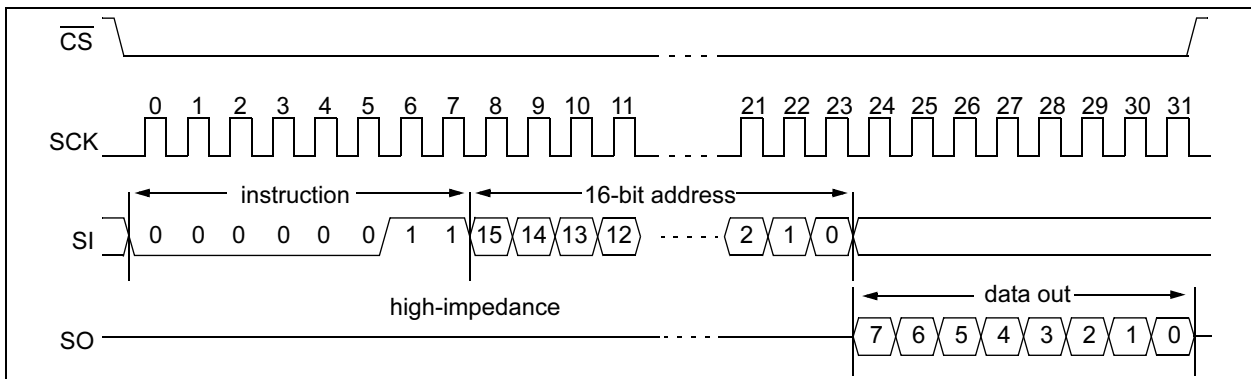 CS
0 1 2 3 4 5 6 7 8 9 10 11 21 22 23 24 25 26 27 28 29 30 31
SCK
instruction 16-bit address
SI 0 0 0 0 0 0 1 1 15 14 13 12 2 1 0
high-impedance data out
SO 7 6 5 4 3 2 1 0